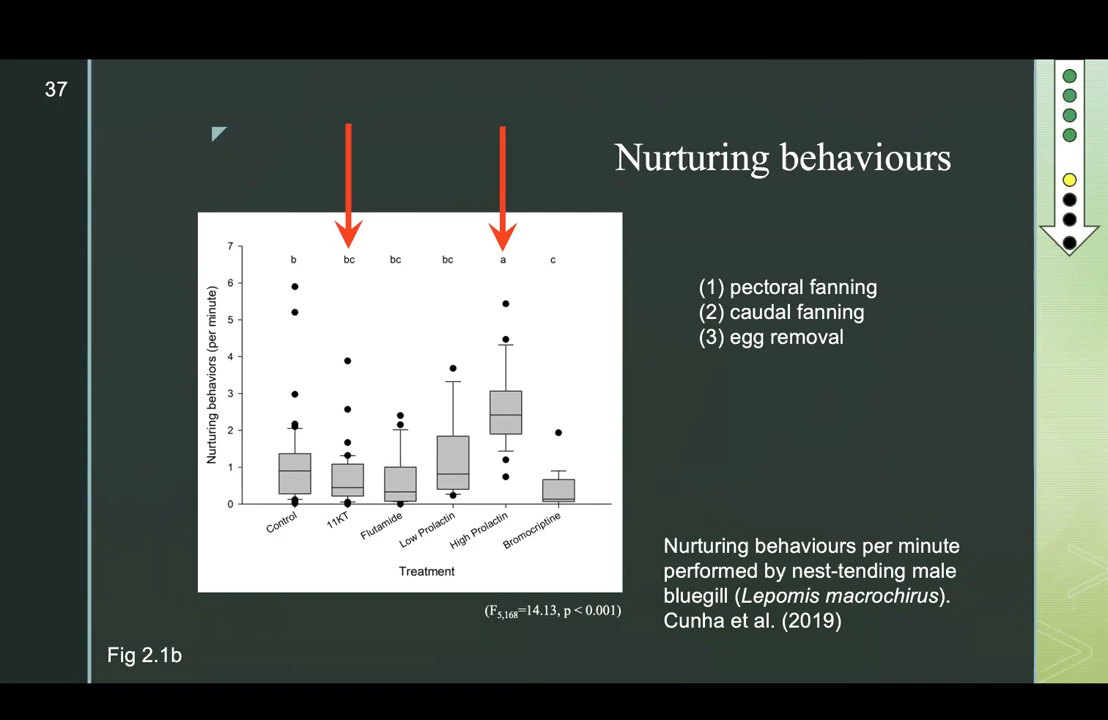 37
Nurturing behaviours
7
6
5
4
3
2
1
0
Nurturing behaviors (per minute)
b bc bc bc a c
Control 11KT Flutamide Low Prolactin High Prolactin Bromocriptine
Treatment
(1) pectoral fanning
(2) caudal fanning
(3) egg removal
Nurturing behaviours per minute
performed by nest-tending male
bluegill (Lepomis macrochirus).
Cunha et al. (2019)
(F5,168=14.13, p < 0.001)
Fig 2.1b